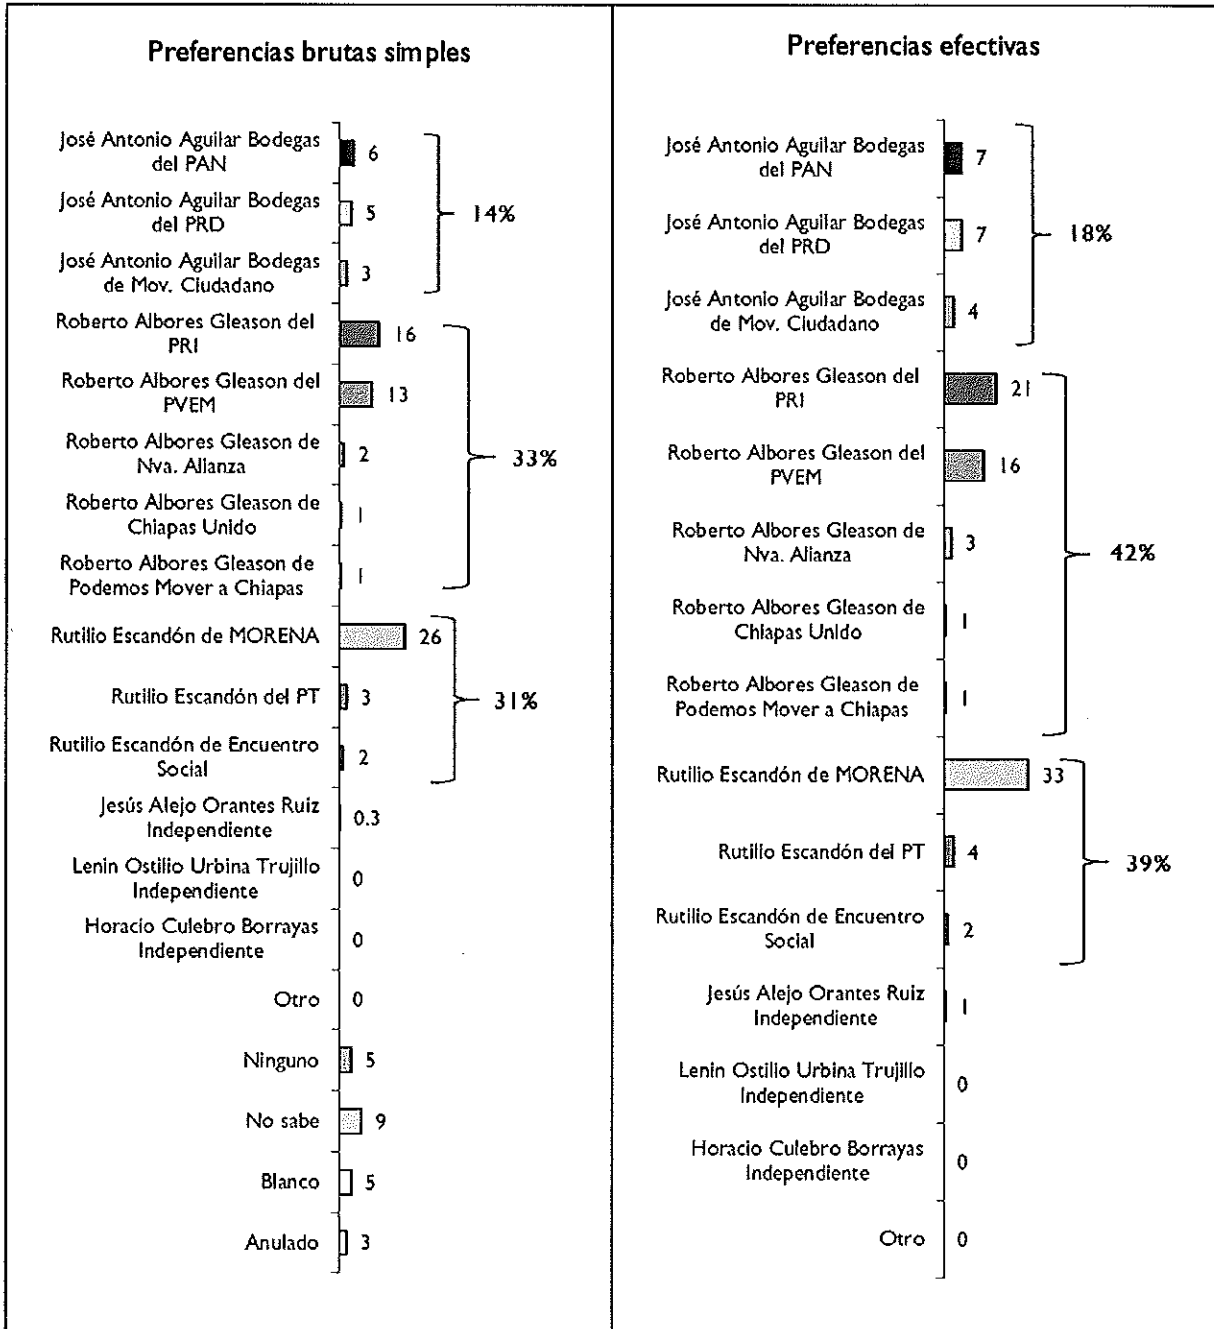 Preferencias brutas simples
José Antonio Aguilar Bodegas
del PAN
6
José Antonio Aguilar Bodegas
del PRD
5
14%
José Antonio Aguilar Bodegas
de Mov. Ciudadano
3
Roberto Albores Gleason del
PRI
16
Roberto Albores Gleason del
PVEM
13
Roberto Albores Gleason de
Nva. Alianza
2
33%
Roberto Albores Gleason de
Chiapas Unido
1
Roberto Albores Gleason de
Podemos Mover a Chiapas
1
Rutilio Escandón de MORENA
26
Rutilio Escandón del PT
3
31%
Rutilio Escandón de Encuentro
Social
2
Jesús Alejo Orantes Ruiz
Independiente
0.3
Lenin Ostilio Urbina Trujillo
Independiente
0
Horacio Culebro Borrayas
Independiente
0
Otro
0
Ninguno
5
No sabe
9
Blanco
5
Anulado
3
Preferencias efectivas
José Antonio Aguilar Bodegas
del PAN
7
José Antonio Aguilar Bodegas
del PRD
7
18%
José Antonio Aguilar Bodegas
de Mov. Ciudadano
4
Roberto Albores Gleason del
PRI
21
Roberto Albores Gleason del
PVEM
16
Roberto Albores Gleason de
Nva. Alianza
3
42%
Roberto Albores Gleason de
Chiapas Unido
1
Roberto Albores Gleason de
Podemos Mover a Chiapas
1
Rutilio Escandón de MORENA
33
Rutilio Escandón del PT
4
39%
Rutilio Escandón de Encuentro
Social
2
Jesús Alejo Orantes Ruiz
Independiente
1
Lenin Ostilio Urbina Trujillo
Independiente
0
Horacio Culebro Borrayas
Independiente
0
Otro
0